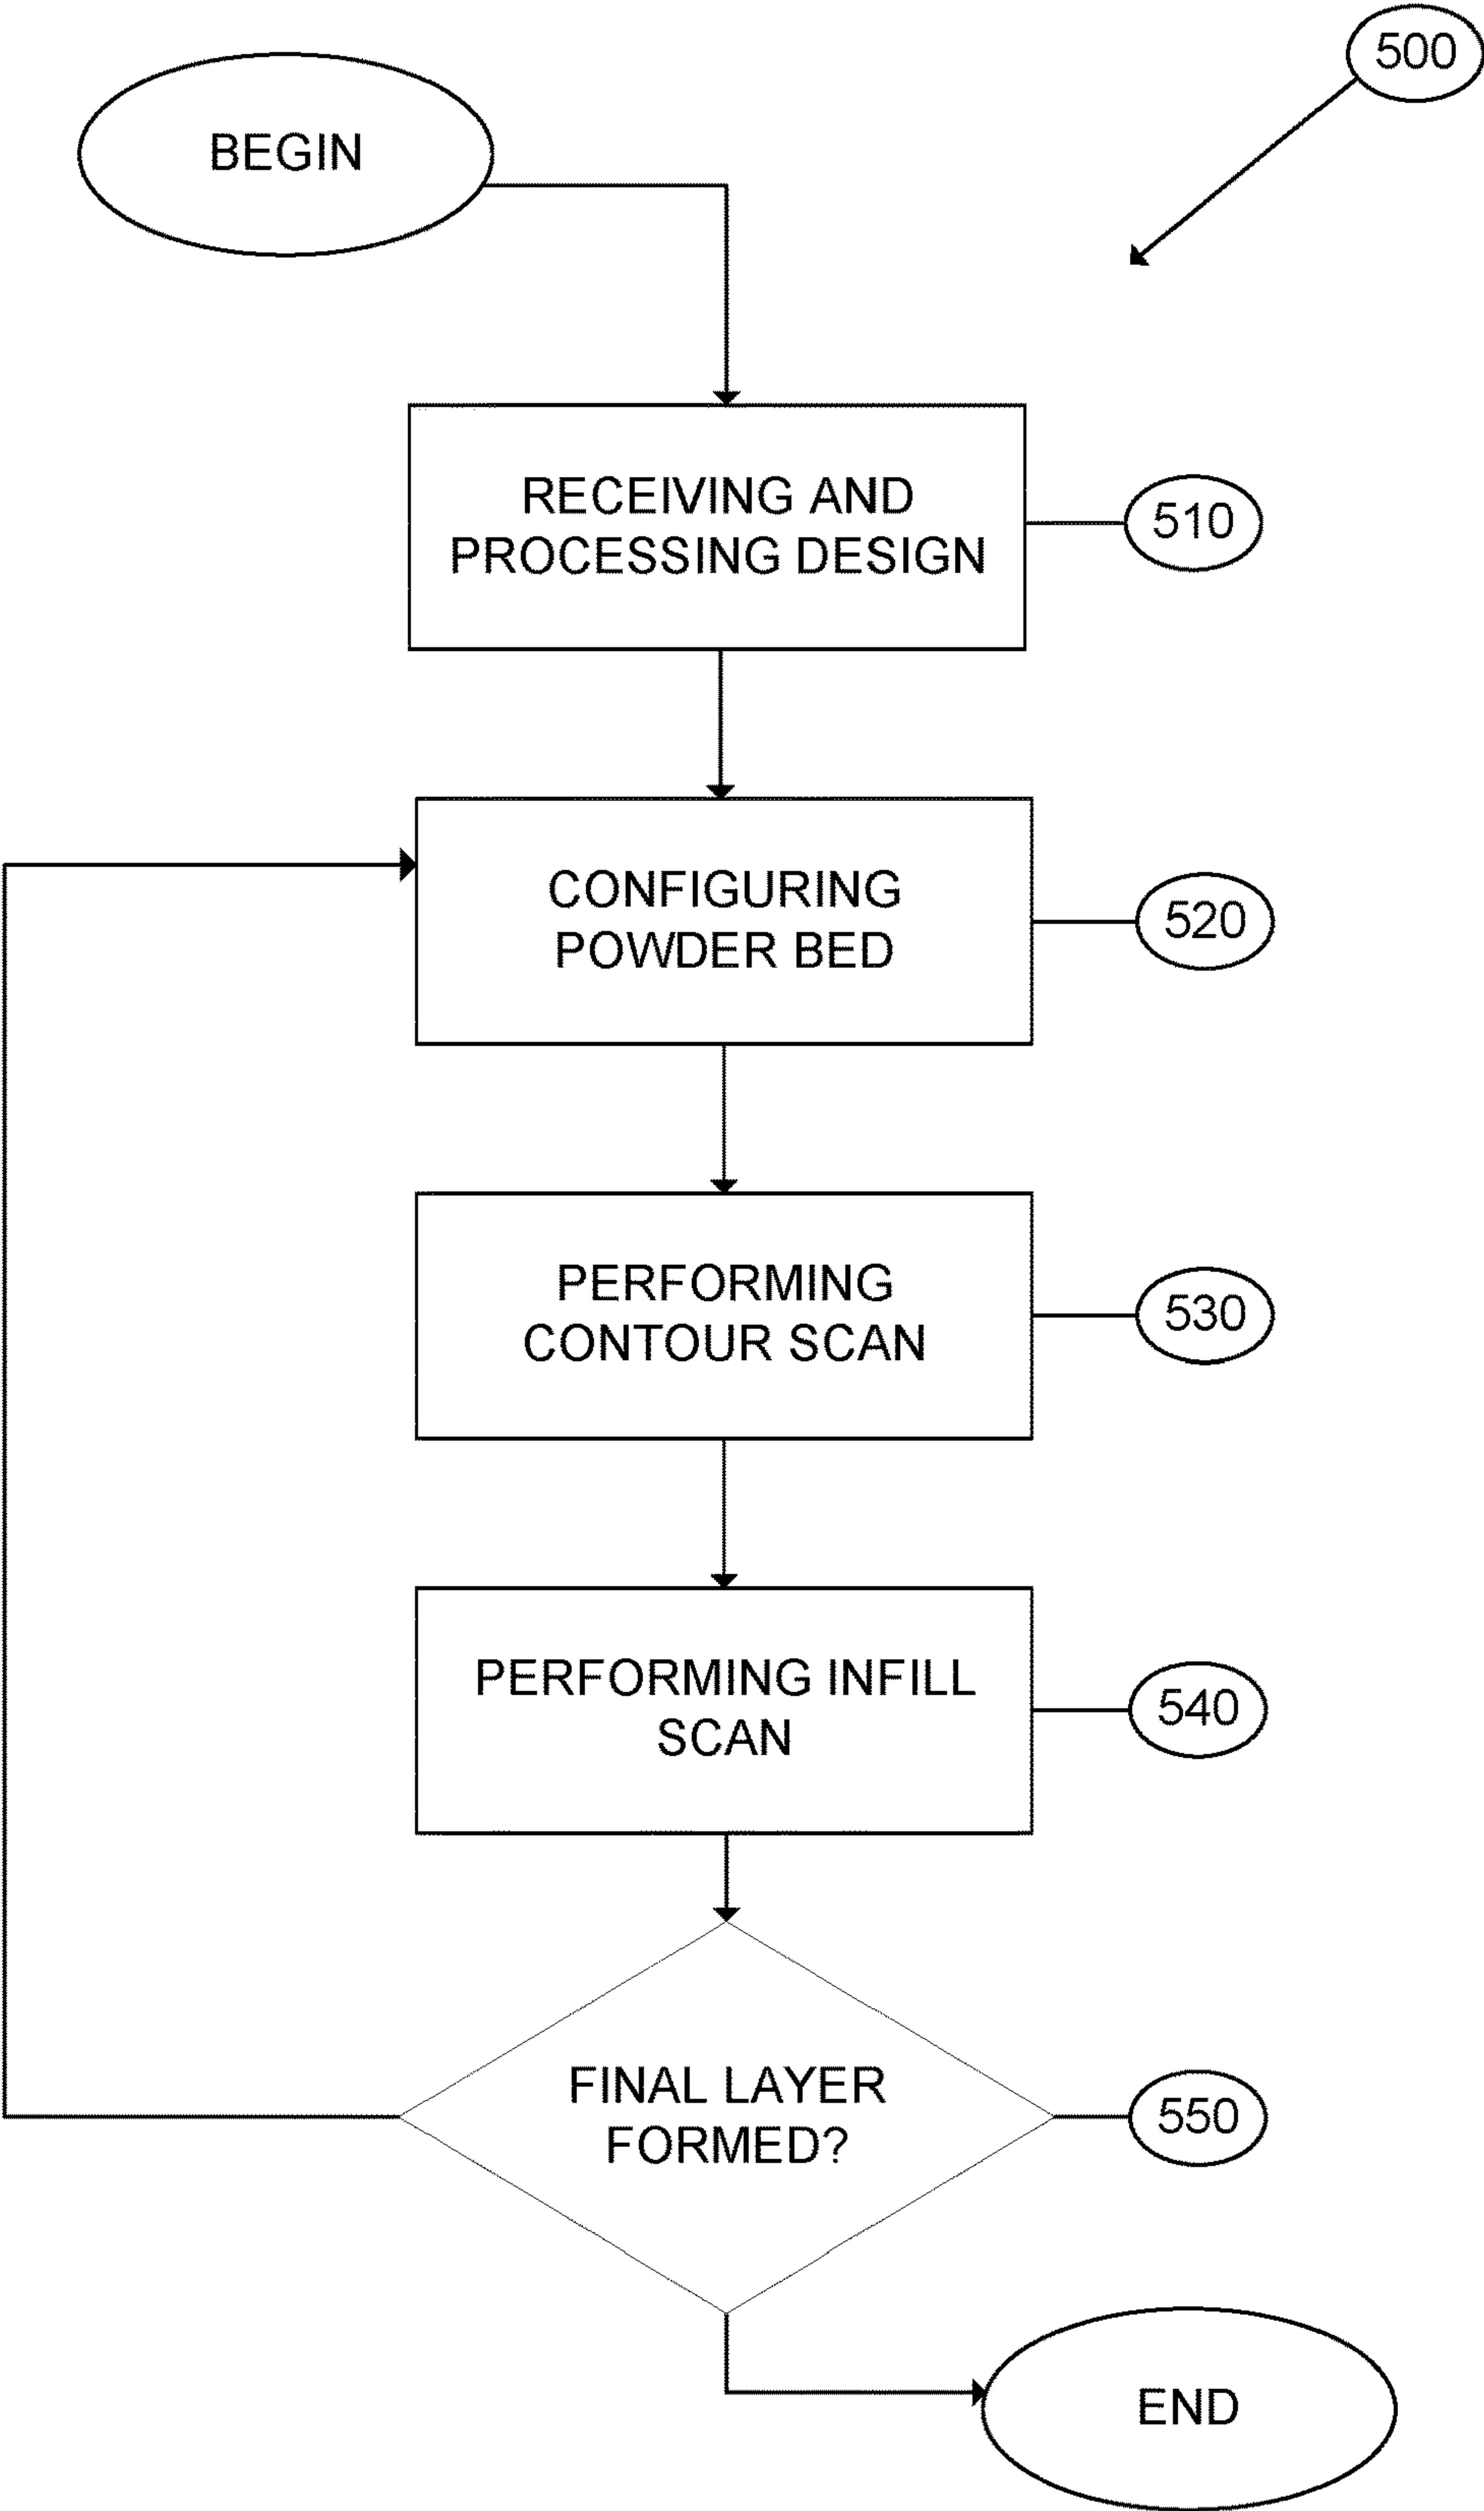 500
BEGIN
RECEIVING AND
PROCESSING DESIGN
510
CONFIGURING
POWDER BED
520
PERFORMING
CONTOUR SCAN
530
PERFORMING INFILL
SCAN
540
FINAL LAYER
FORMED?
550
END